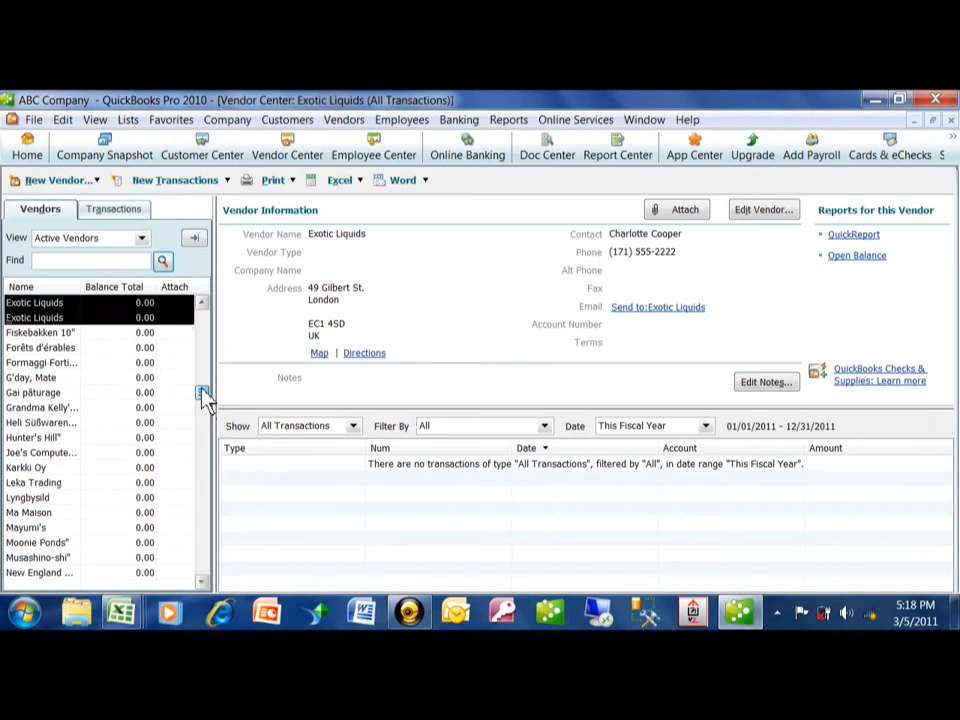 ABC Company - QuickBooks Pro 2010 - [Vendor Center: Exotic Liquids (All Transactions)]
File Edit View Lists Favorites Company Customers Vendors Employees Banking Reports Online Services Window Help
Home Company Snapshot Customer Center Vendor Center Employee Center Online Banking Doc Center Report Center App Center Upgrade Add Payroll Cards & eChecks S
New Vendor... New Transactions Print Excel Word
Vendors Transactions
View Active Vendors
Find
Name Balance Total Attach
Exotic Liquids 0.00
Exotic Liquids 0.00
Fiskebakken 10" 0.00
Forêts d'érables 0.00
Formaggi Forti... 0.00
G'day, Mate 0.00
Gai pâturage 0.00
Grandma Kelly'... 0.00
Heli Süßwaren... 0.00
Hunter's Hill" 0.00
Joe's Compute... 0.00
Karkki Oy 0.00
Leka Trading 0.00
Lyngbysild 0.00
Ma Maison 0.00
Mayumi's 0.00
Moonie Ponds" 0.00
Musashino-shi" 0.00
New England ... 0.00
Vendor Information
Attach
Edit Vendor...
Vendor Name Exotic Liquids
Vendor Type
Company Name
Address 49 Gilbert St.
London
EC1 4SD
UK
Map | Directions
Notes
Contact Charlotte Cooper
Phone (171) 555-2222
Alt Phone
Fax
Email Send to:Exotic Liquids
Account Number
Terms
Edit Notes...
Reports for this Vendor
QuickReport
Open Balance
QuickBooks Checks &
Supplies: Learn more
Show All Transactions Filter By All Date This Fiscal Year 01/01/2011 - 12/31/2011
Type Num Date Account Amount
There are no transactions of type "All Transactions", filtered by "All", in date range "This Fiscal Year".
5:18 PM
3/5/2011